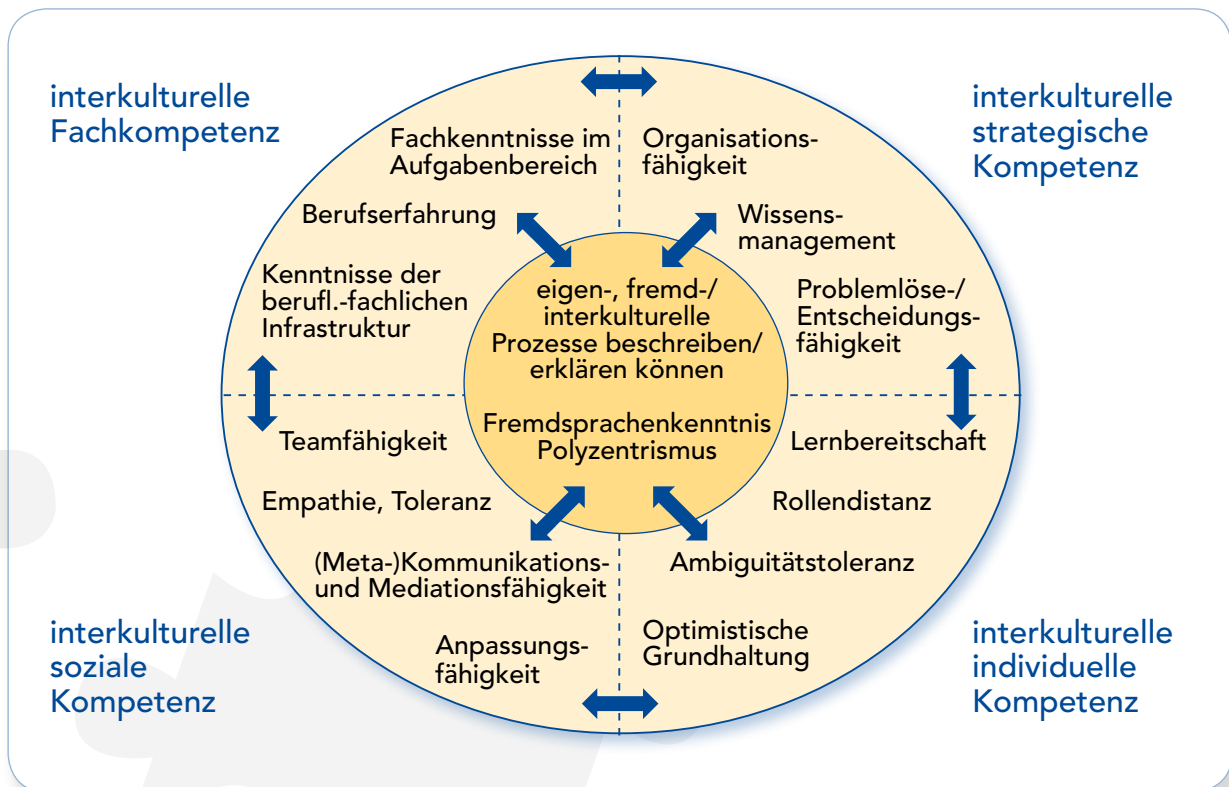 interkulturelle
Fachkompetenz
interkulturelle
strategische
Kompetenz
Fachkenntnisse im
Aufgabenbereich
Berufserfahrung
Kenntnisse der
berufl.-fachlichen
Infrastruktur
Organisations-
fähigkeit
Wissens-
management
Problemlöse-/
Entscheidungs-
fähigkeit
eigen-, fremd-/
interkulturelle
Prozesse beschreiben/
erklären können
Fremdsprachenkenntnis
Polyzentrismus
Teamfähigkeit
Empathie, Toleranz
(Meta-)Kommunikations-
und Mediationsfähigkeit
Anpassungs-
fähigkeit
Lernbereitschaft
Rollendistanz
Ambiguitätstoleranz
Optimistische
Grundhaltung
interkulturelle
soziale
Kompetenz
interkulturelle
individuelle
Kompetenz